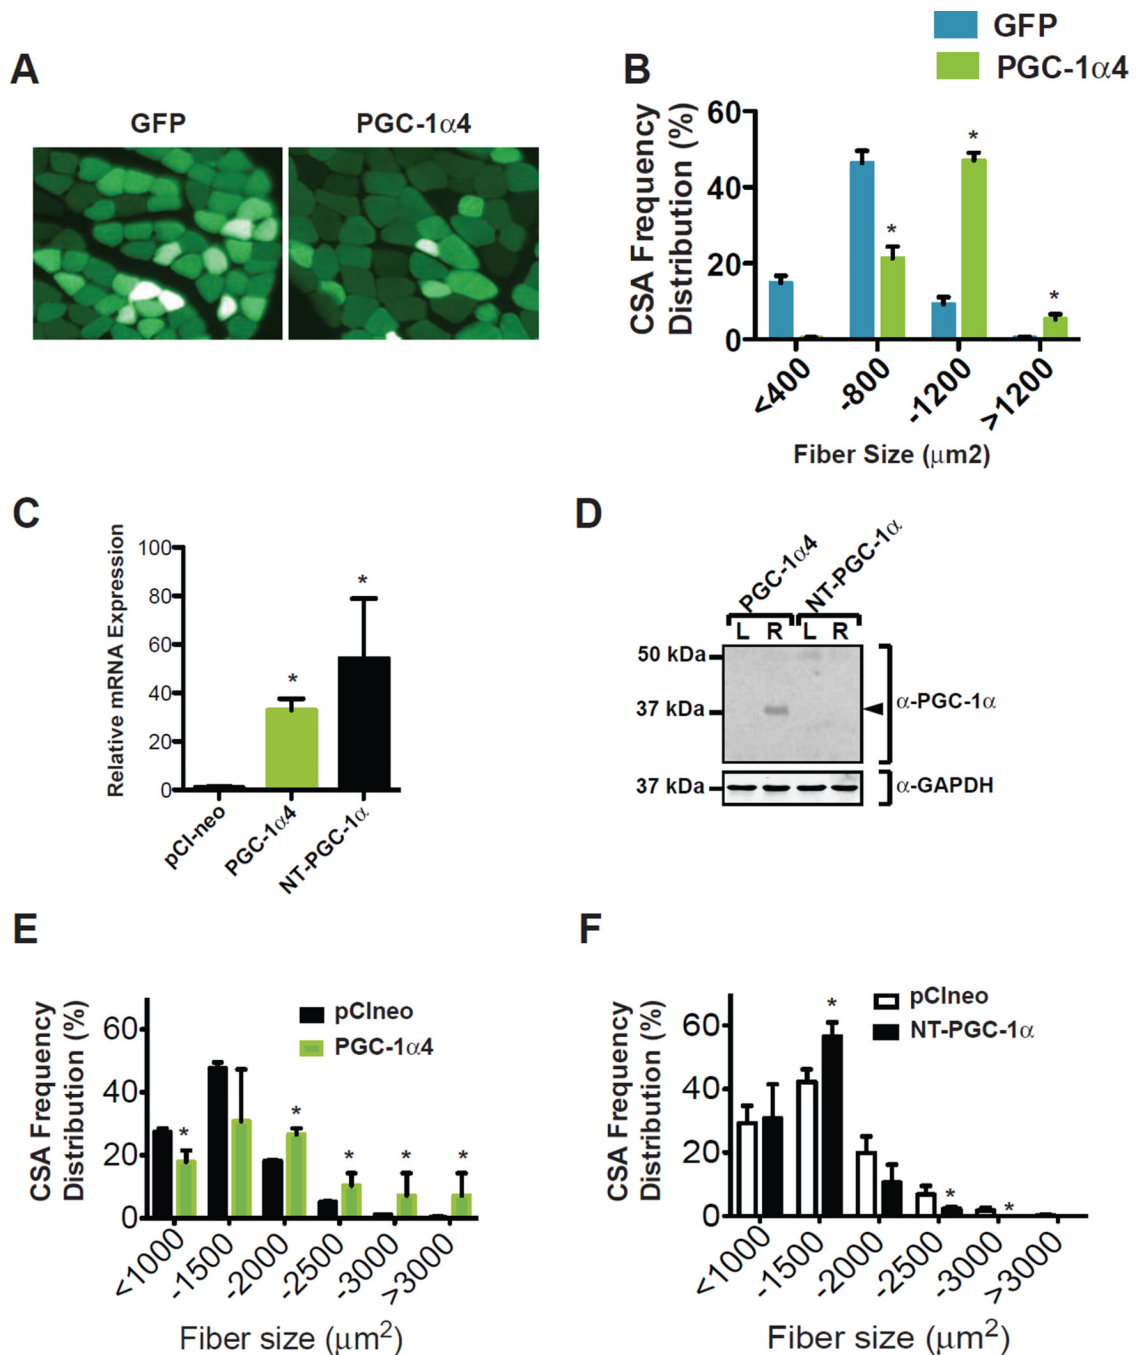 GFP
PGC-1α4
A
GFP
PGC-1α4
B
CSA Frequency
Distribution (%)
60
40
20
0
*
*
*
<400
-800
-1200
>1200
Fiber Size (μm2)
C
Relative mRNA Expression
100
80
60
40
20
0
*
*
pCI-neo
PGC-1α4
NT-PGC-1α
D
PGC-1α4
NT-PGC-1α
L R L R
50 kDa
37 kDa
α-PGC-1α
37 kDa
α-GAPDH
E
CSA Frequency
Distribution (%)
60
40
20
0
pCIneo
PGC-1α4
* * * * *
<1000
-1500
-2000
-2500
-3000
>3000
Fiber size (μm²)
F
CSA Frequency
Distribution (%)
60
40
20
0
pCIneo
NT-PGC-1α
* * *
<1000
-1500
-2000
-2500
-3000
>3000
Fiber size (μm²)